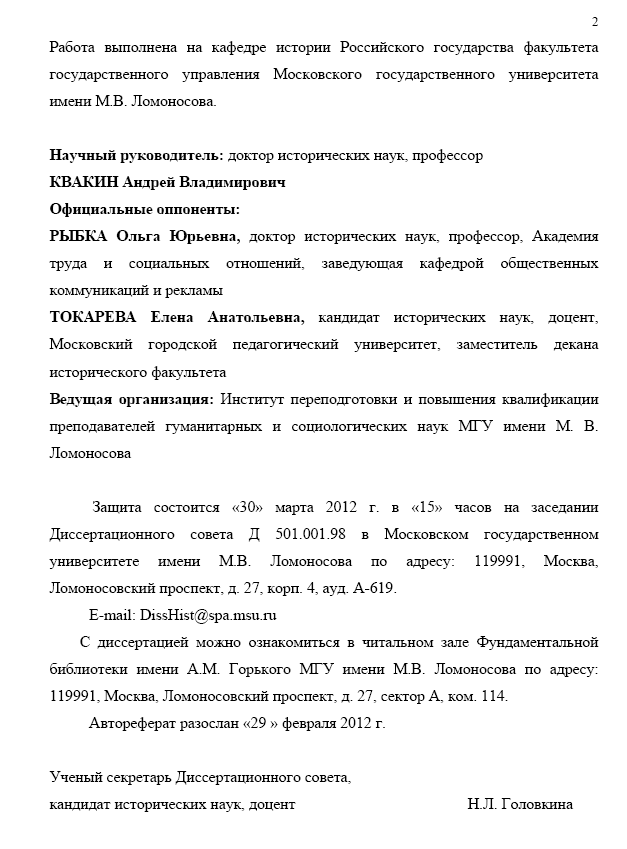 2
Работа выполнена на кафедре истории Российского государства факультета
государственного управления Московского государственного университета
имени М.В. Ломоносова.
Научный руководитель: доктор исторических наук, профессор
КВАКИН Андрей Владимирович
Официальные оппоненты:
РЫБКА Ольга Юрьевна, доктор исторических наук, профессор, Академия
труда и социальных отношений, заведующая кафедрой общественных
коммуникаций и рекламы
ТОКАРЕВА Елена Анатольевна, кандидат исторических наук, доцент,
Московский городской педагогический университет, заместитель декана
исторического факультета
Ведущая организация: Институт переподготовки и повышения квалификации
преподавателей гуманитарных и социологических наук МГУ имени М. В.
Ломоносова
Защита состоится «30» марта 2012 г. в «15» часов на заседании
Диссертационного совета Д 501.001.98 в Московском государственном
университете имени М.В. Ломоносова по адресу: 119991, Москва,
Ломоносовский проспект, д. 27, корп. 4, ауд. А-619.
E-mail: DissHist@spa.msu.ru
С диссертацией можно ознакомиться в читальном зале Фундаментальной
библиотеки имени А.М. Горького МГУ имени М.В. Ломоносова по адресу:
119991, Москва, Ломоносовский проспект, д. 27, сектор А, ком. 114.
Автореферат разослан «29 » февраля 2012 г.
Ученый секретарь Диссертационного совета,
кандидат исторических наук, доцент Н.Л. Головкина